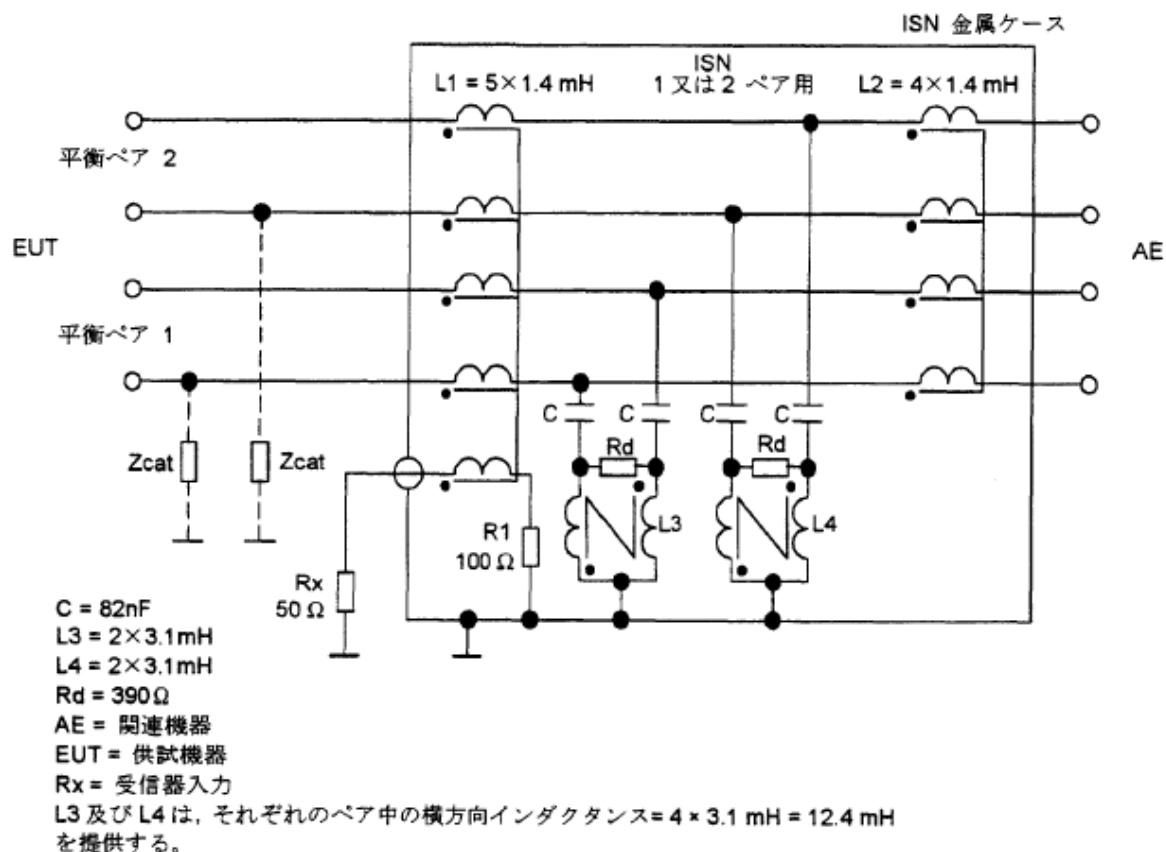 ISN 金属ケース
ISN
L1 = 5×1.4 mH
1 又は 2 ペア用
L2 = 4×1.4 mH
平衡ペア 2
EUT
AE
平衡ペア 1
C
C
C
C
Rd
Rd
Zcat
Zcat
L3
L4
R1
100 Ω
Rx
50 Ω
C = 82nF
L3 = 2×3.1mH
L4 = 2×3.1mH
Rd = 390Ω
AE = 関連機器
EUT = 供試機器
Rx = 受信器入力
L3 及び L4 は, それぞれのペア中の横方向インダクタンス= 4 × 3.1 mH = 12.4 mH
を提供する。